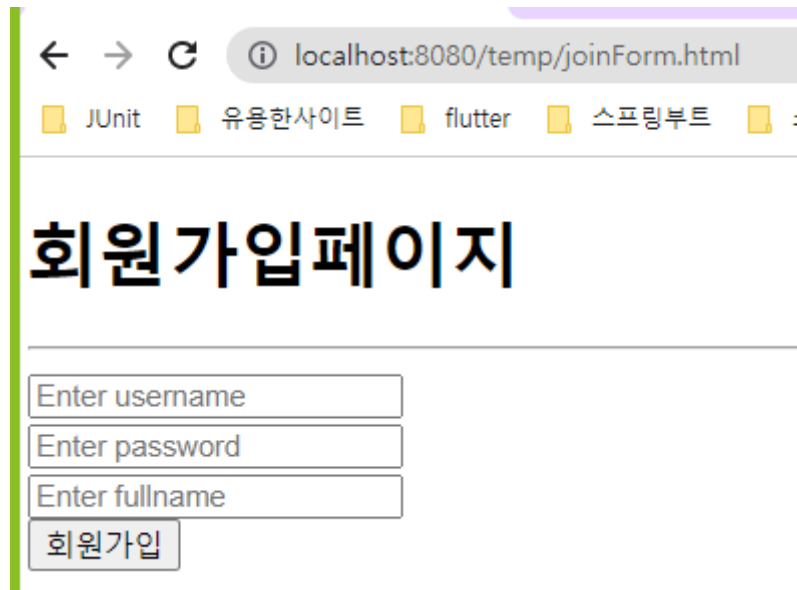 localhost:8080/temp/joinForm.html
JUnit 유용한사이트 flutter 스프링부트
회원가입페이지
Enter username
Enter password
Enter fullname
회원가입